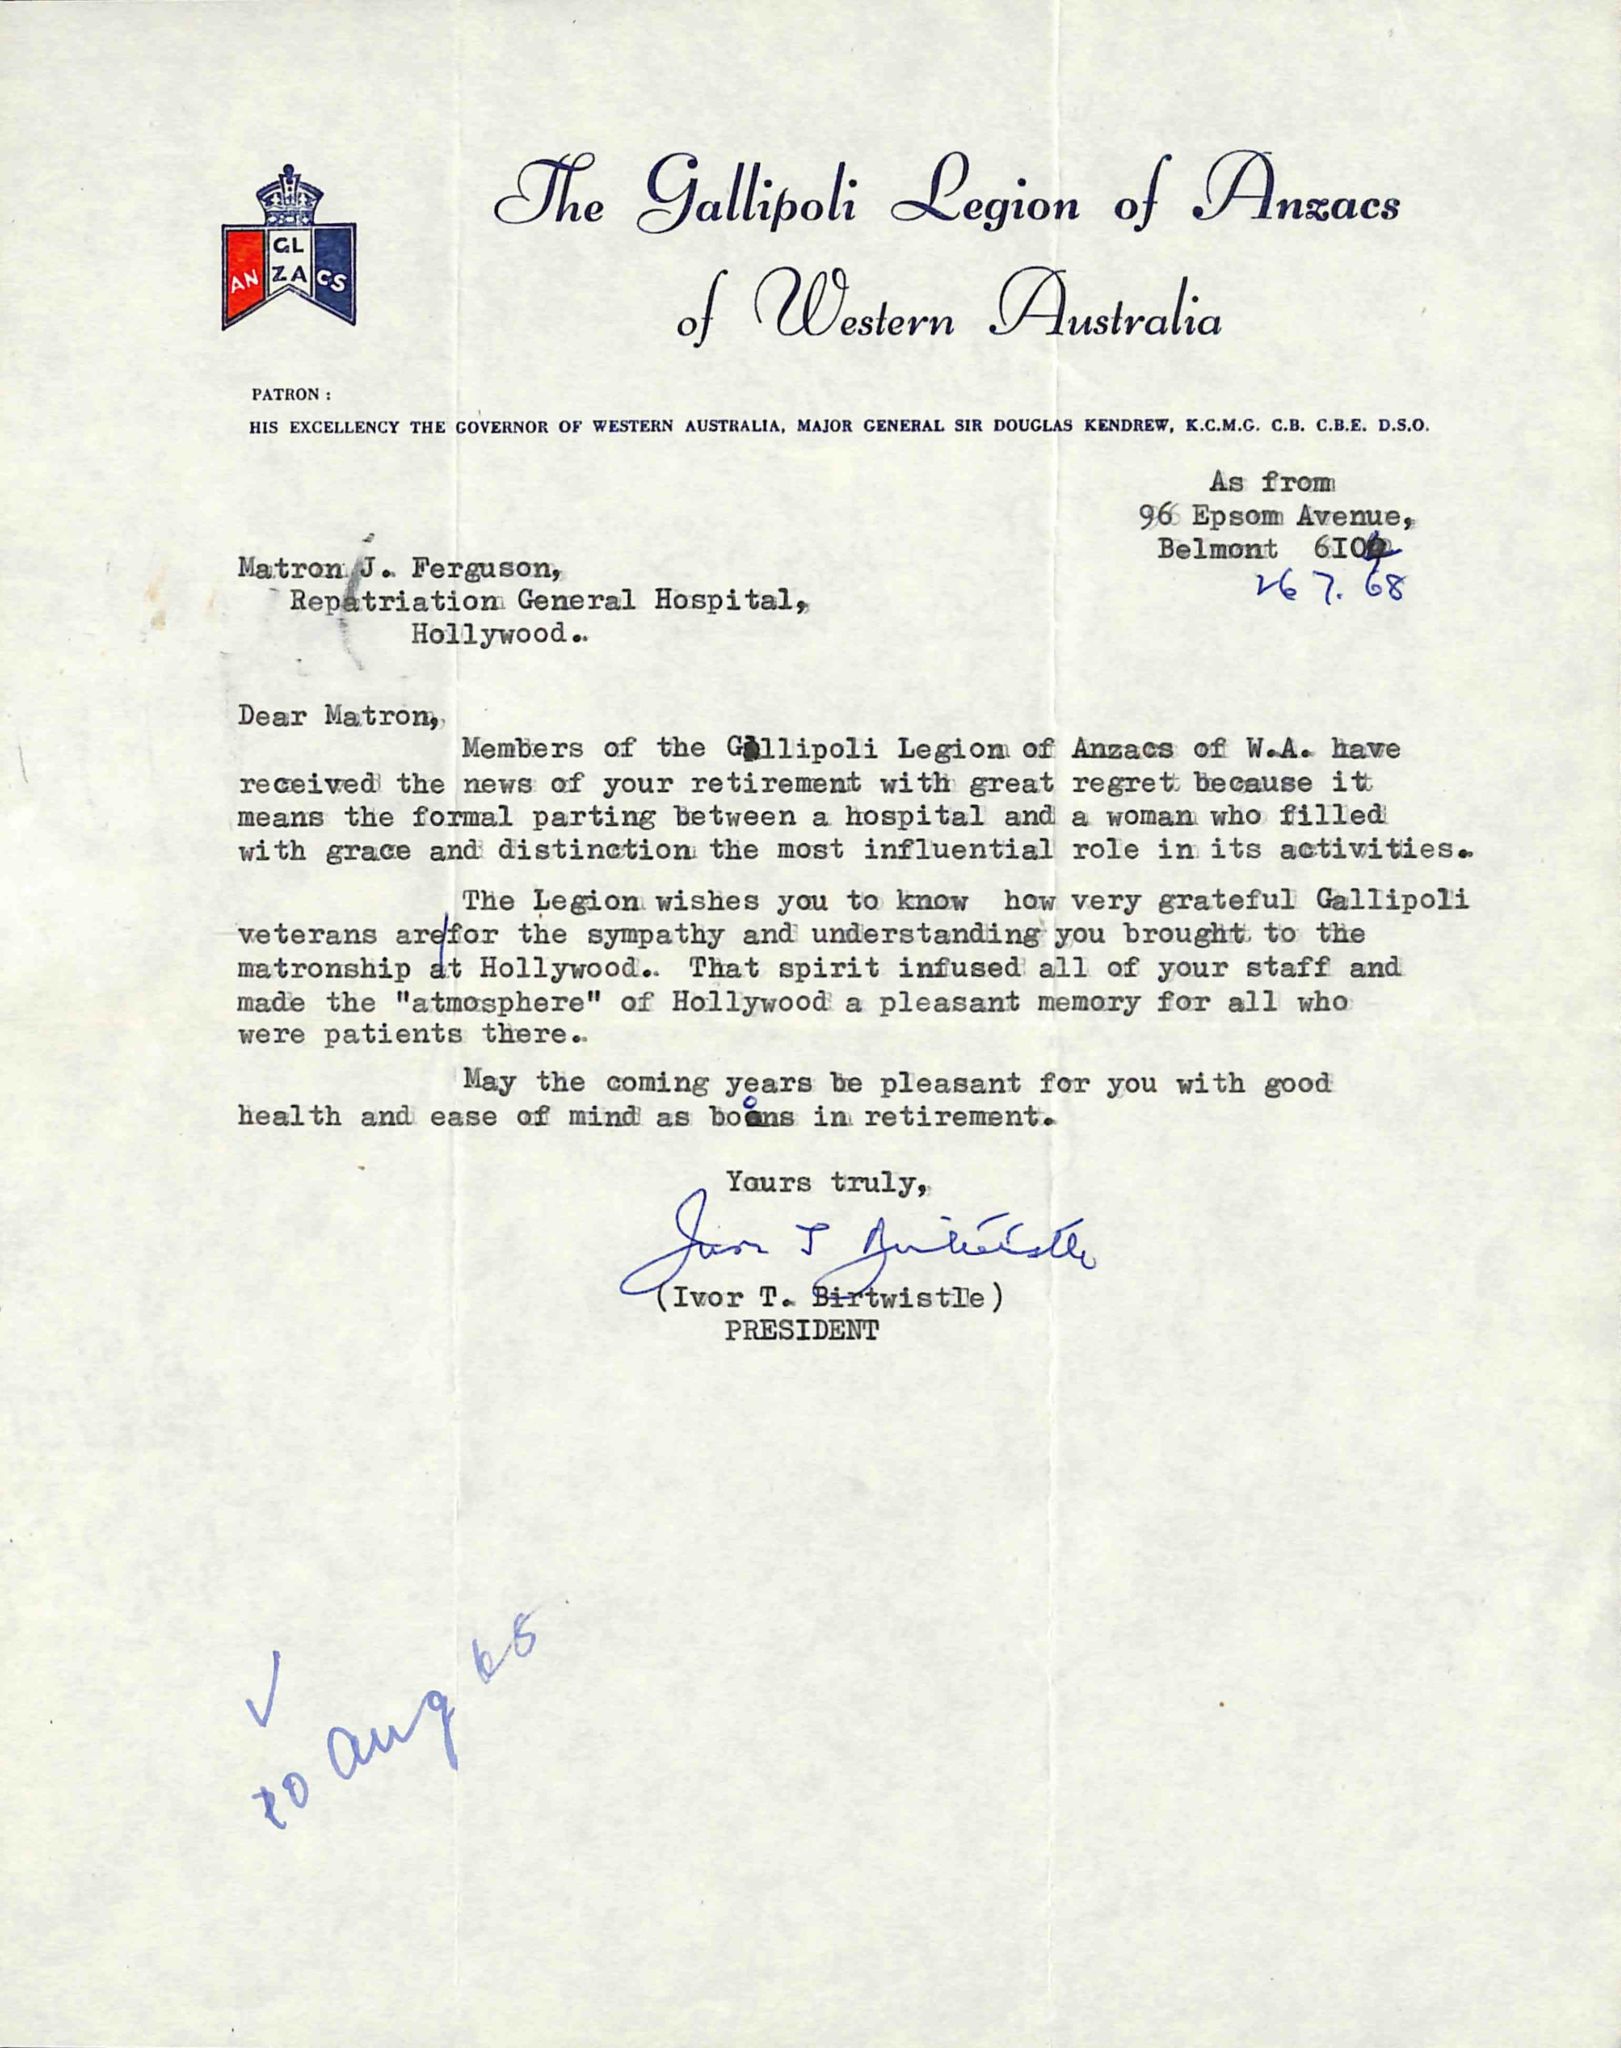 The Gallipoli Legion of Anzacs
of Western Australia
GL
AN ZA CS
PATRON :
HIS EXCELLENCY THE GOVERNOR OF WESTERN AUSTRALIA, MAJOR GENERAL SIR DOUGLAS KENDREW, K.C.M.G. C.B. C.B.E. D.S.O.
As from
96 Epsom Avenue,
Belmont
26 7. 68
Matron J. Ferguson,
Repatriation General Hospital,
Hollywood.
Dear Matron,
Members of the Gallipoli Legion of Anzacs of W.A. have
received the news of your retirement with great regret because it
means the formal parting between a hospital and a woman who filled
with grace and distinction the most influential role in its activities.
The Legion wishes you to know how very grateful Gallipoli
veterans are/for the sympathy and understanding you brought to the
matronship at Hollywood. That spirit infused all of your staff and
made the "atmosphere" of Hollywood a pleasant memory for all who
were patients there.
May the coming years be pleasant for you with good
health and ease of mind as boons in retirement.
Yours truly,
Ivor T Birtwistle
(Ivor T. Birtwistle)
PRESIDENT
✓
Aug 68